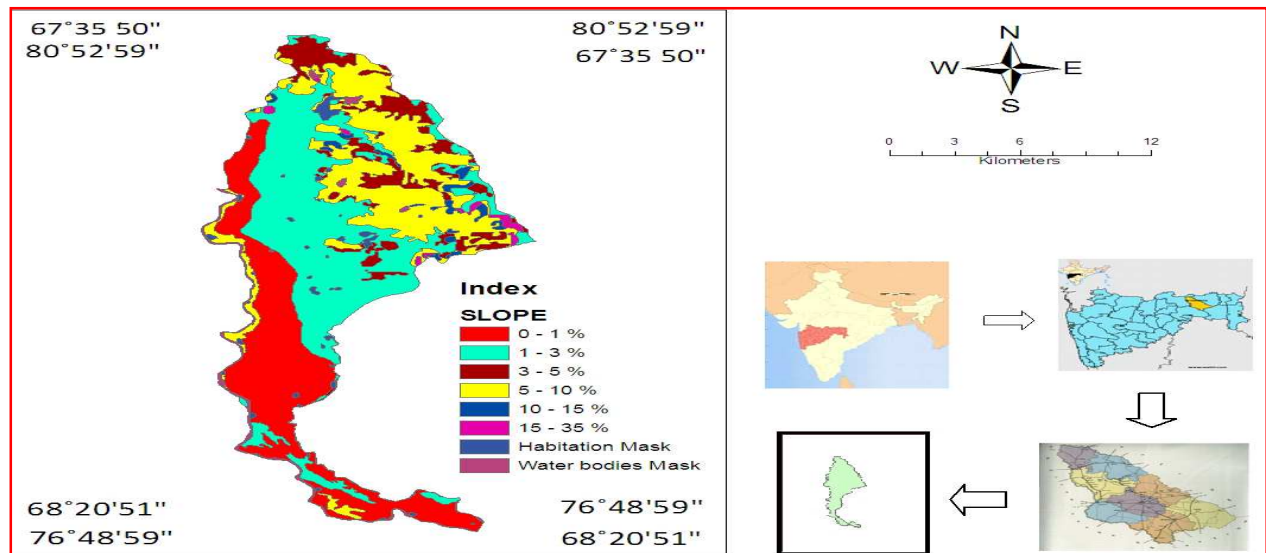 67˚35 50"
80˚52'59"
80˚52'59"
67˚35 50"
Index
SLOPE
0 - 1 %
1 - 3 %
3 - 5 %
5 - 10 %
10 - 15 %
15 - 35 %
Habitation Mask
Water bodies Mask
68˚20'51"
76˚48'59"
76˚48'59"
68˚20'51"
N
W E
S
0 3 6 12
Kilometers